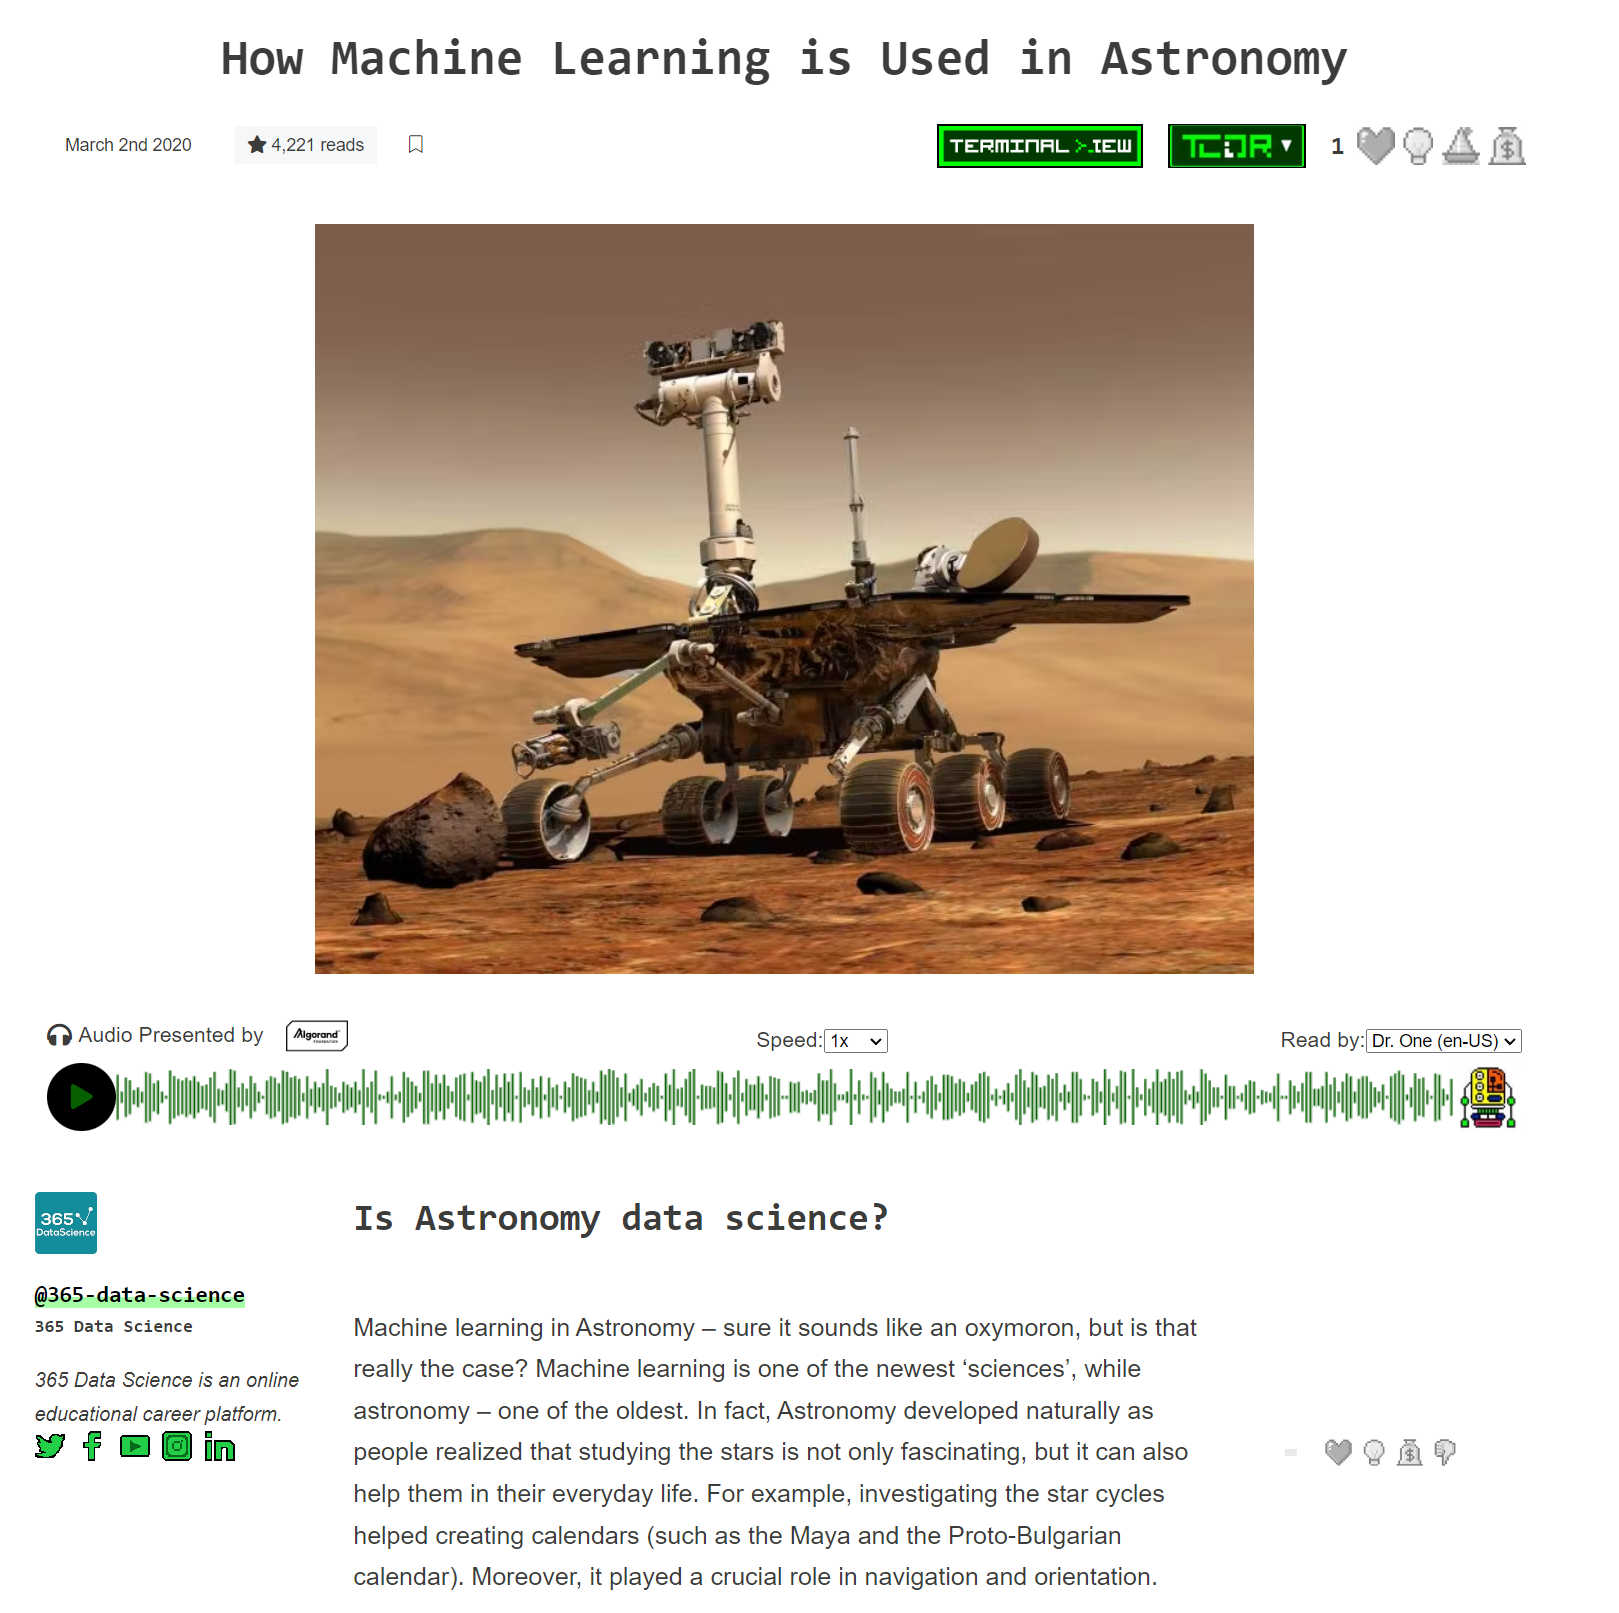 How Machine Learning is Used in Astronomy
March 2nd 2020
4,221 reads
TERMINAL >_IEW
TLDR ▼
1
Audio Presented by
Algorand
FOUNDATION
Speed: 1x
Read by: Dr. One (en-US)
365
DataScience
@365-data-science
365 Data Science
365 Data Science is an online
educational career platform.
Is Astronomy data science?
Machine learning in Astronomy – sure it sounds like an oxymoron, but is that
really the case? Machine learning is one of the newest ‘sciences’, while
astronomy – one of the oldest. In fact, Astronomy developed naturally as
people realized that studying the stars is not only fascinating, but it can also
help them in their everyday life. For example, investigating the star cycles
helped creating calendars (such as the Maya and the Proto-Bulgarian
calendar). Moreover, it played a crucial role in navigation and orientation.